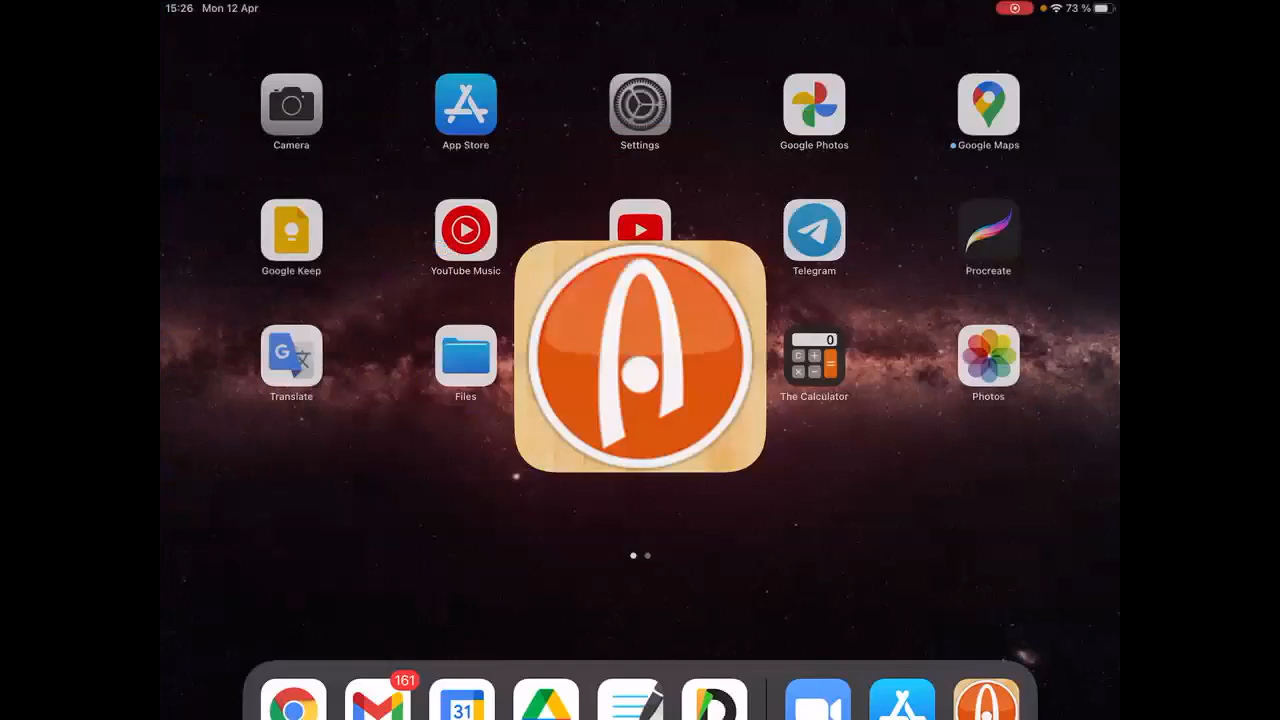 15:26 Mon 12 Apr
73 %
Camera
App Store
Settings
Google Photos
Google Maps
Google Keep
YouTube Music
Telegram
Procreate
0
C + = × −
G 文
Translate
Files
The Calculator
Photos
161
31